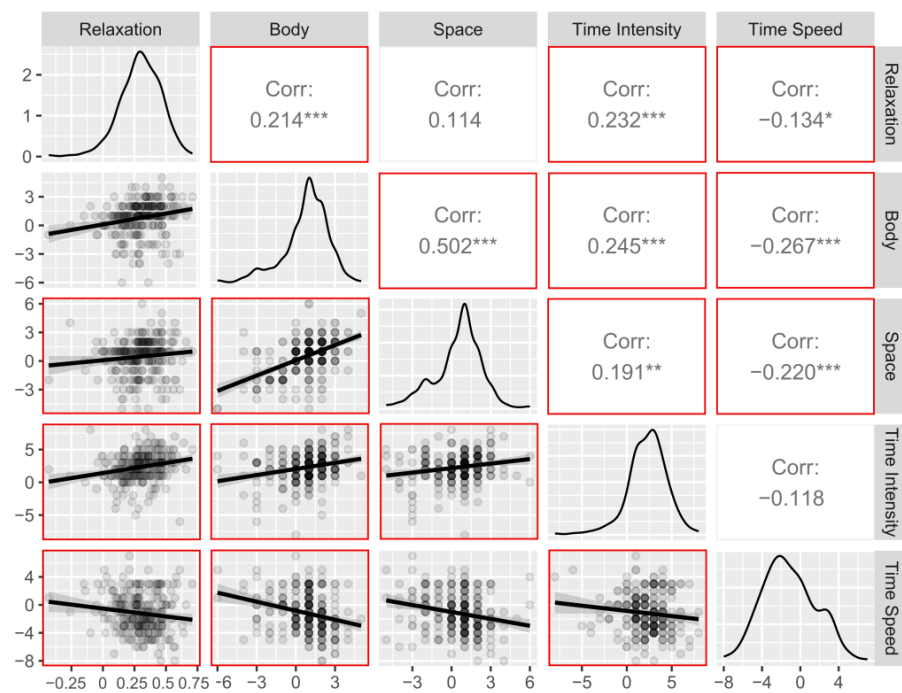 Relaxation Body Space Time Intensity Time Speed
2
1
0
Corr:
0.214***
Corr:
0.114
Corr:
0.232***
Corr:
−0.134*
Relaxation
3
0
−3
−6
Corr:
0.502***
Corr:
0.245***
Corr:
−0.267***
Body
6
3
0
−3
Corr:
0.191**
Corr:
−0.220***
Space
5
0
−5
Corr:
−0.118
Time Intensity
4
0
−4
−8
Time Speed
−0.25 0 0.25 0.5 0.75 −6 −3 0 3 −3 0 3 6 −5 0 5 −8 −4 0 4